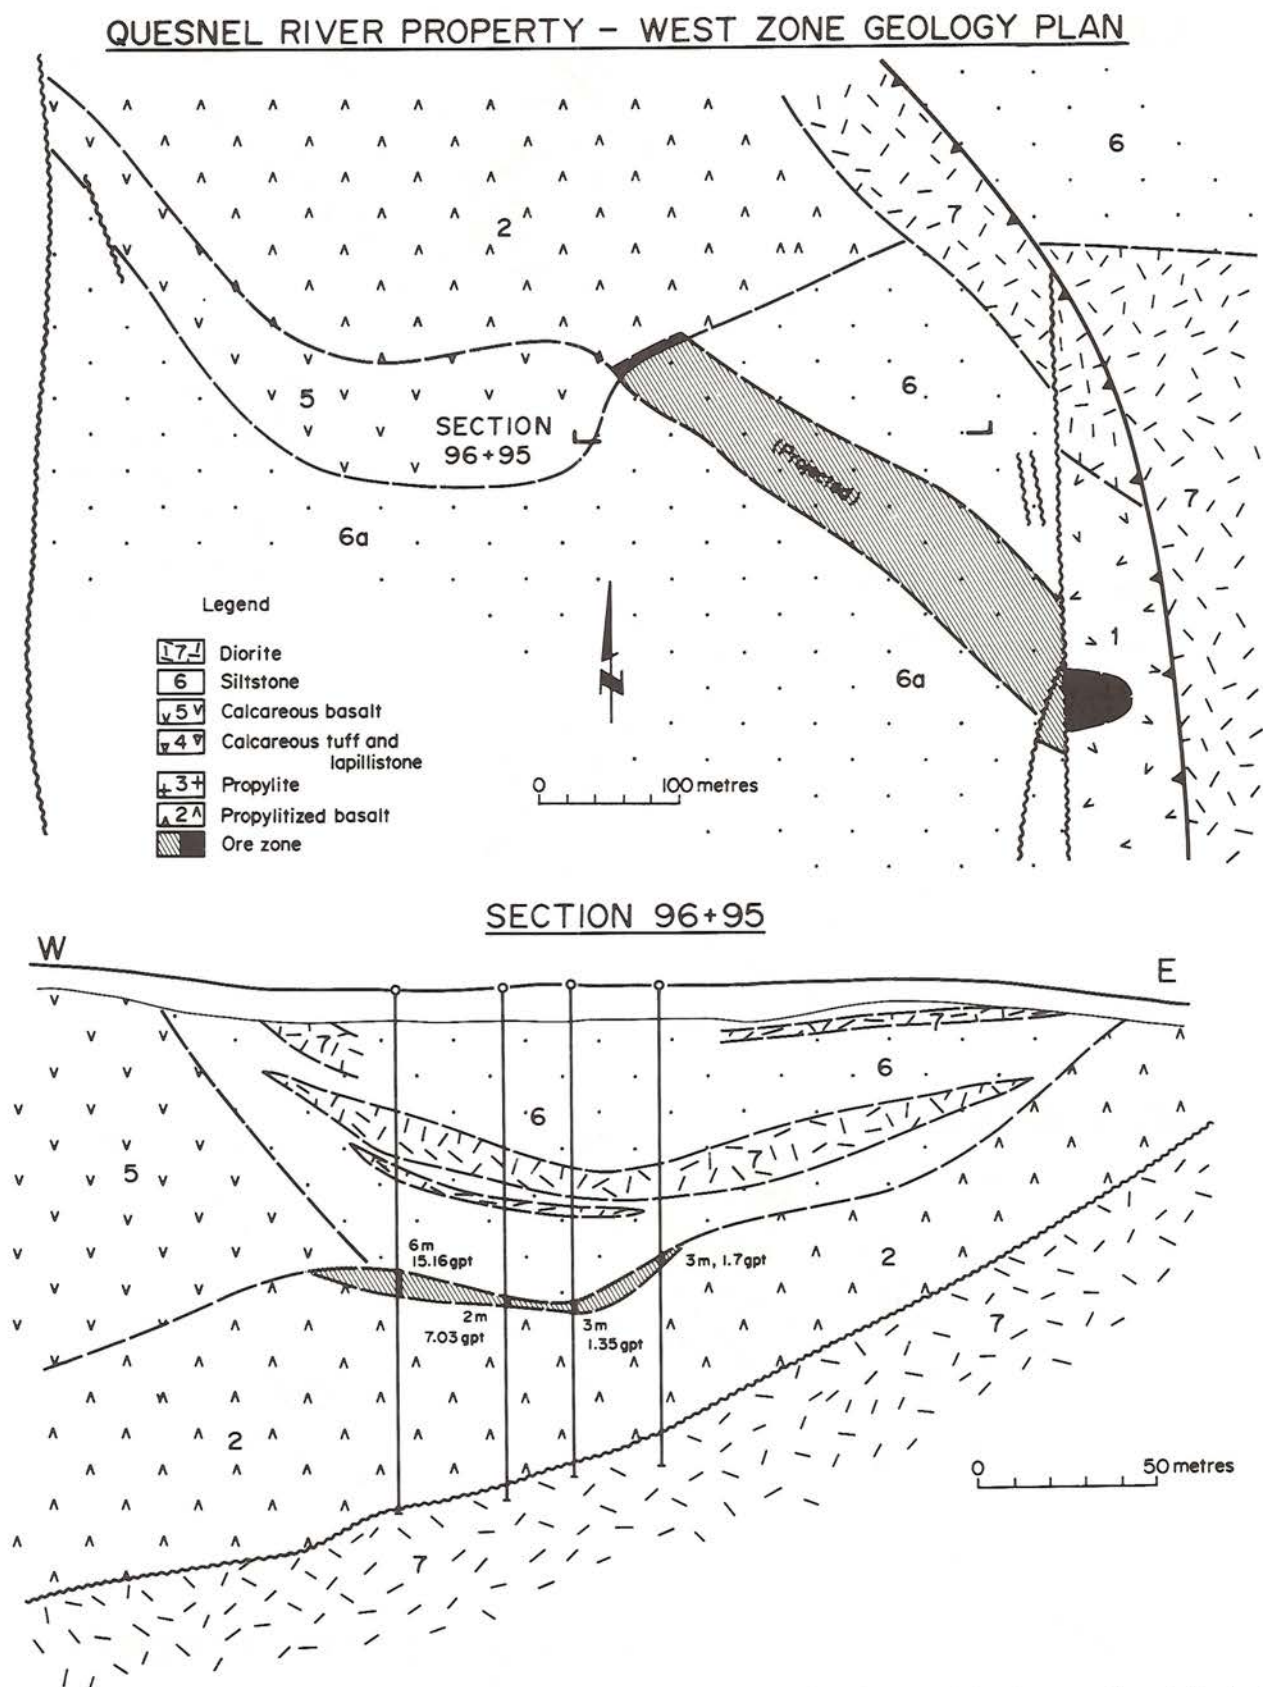 QUESNEL RIVER PROPERTY – WEST ZONE GEOLOGY PLAN
6
7
2
6
5
SECTION
96+95
(Projected)
7
6a
1
6a
N
Legend
7 Diorite
6 Siltstone
5 Calcareous basalt
4 Calcareous tuff and
lapillistone
3 Propylite
2 Propylitized basalt
Ore zone
0 100 metres
SECTION 96+95
W
E
7
7
6
6
7
5
6m
15.16gpt
3m, 1.7gpt
2
2m
7.03gpt
3m
1.35gpt
7
2
0 50 metres
7